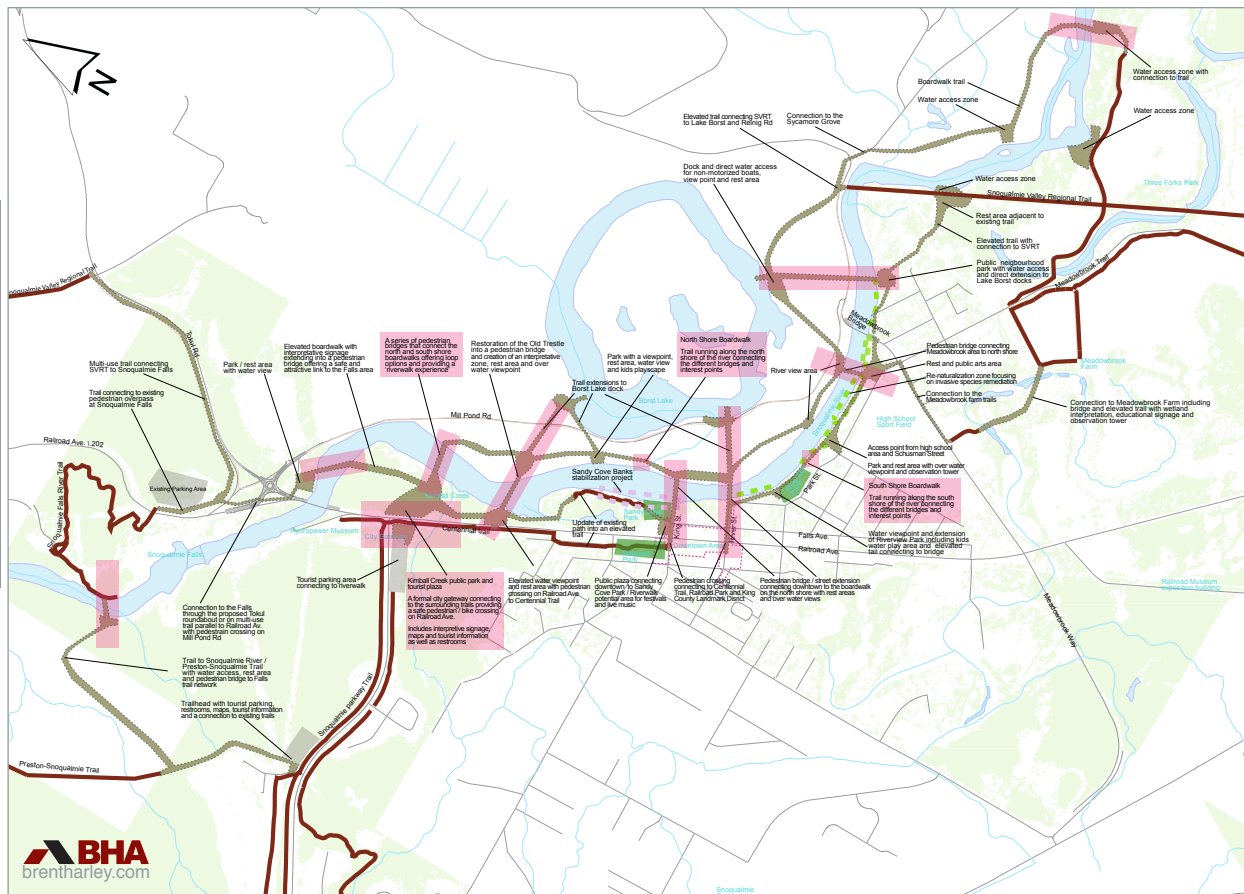 N
Boardwalk trail
Water access zone
Water access zone with
connection to trail
Water access zone
Elevated trail connecting SVRT
to Lake Borst and Reinig Rd
Connection to the
Sycamore Grove
Dock and direct water access
for non-motorized boats,
view point and rest area
Water access zone
Snoqualmie Valley Regional Trail
Three Forks Park
Rest area adjacent to
existing trail
Elevated trail with
connection to SVRT
Public neigbourhood
park with water access
and direct extension to
Lake Borst docks
Meadowbrook Trail
noqualmie Valley Regional Trail
Tokul Rd
Meadowbrook
Bridge
Multi-use trail connecting
SVRT to Snoqualmie Falls
Trail connecting to existing
pedestrian overpass
at Snoqualmie Falls
Park / rest area
with water view
Elevated boardwalk with
interpretative signage
extending into a pedestrian
bridge offering a safe and
attractive link to the Falls area
A series of pedestrian
bridges that connect the
north and south shore
boardwalks offering loop
options and providing a
'riverwalk experience'
Restoration of the Old Trestle
into a pedestrian bridge
and creation of an interpretative
zone, rest area and over
water viewpoint
Park with a viewpoint,
rest area, water view
and kids playscape
North Shore Boardwalk
Trail running along the north
shore of the river connecting
the different bridges and
interest points
Trail extensions to
Borst Lake dock
Borst Lake
River view area
Pedestrian bridge connecting
Meadowbrook area to north shore
Rest and public arts area
Re-naturalization zone focusing
on invasive species remediation
Connection to the
Meadowbrook farm trails
Meadowbrook
Farm
Connection to Meadowbrook Farm including
bridge and elevated trail with wetland
interpretation, educational signage and
observation tower
High School
Sport Field
Mill Pond Rd
Railroad Ave. \ 202
Existing Parking Area
Snoqualmie Falls River Trail
Snoqualmie Falls
Hydropower Museum
Sandy Cove Banks
stabilization project
Access point from high school
area and Schusman Street
Park and rest area with over water
viewpoint and observation tower
South Shore Boardwalk
Trail running along the south
shore of the river connecting
the different bridges and
interest points
Park St.
King St
River St
Centennial Trail
Update of existing
path into an elevated
trail
Park
Downtown Area
Falls Ave.
Railroad Ave.
Water viewpoint and extension
of Riverview Park including kids
water play area and elevated
tail connecting to bridge
Tourist parking area
connecting to riverwalk
Kimball Creek public park and
tourist plaza
A formal city gateway connecting
to the surrounding trails providing
a safe pedestrian / bike crossing
on Railroad Ave.
Includes interpretive signage,
maps and tourist information
as well as restrooms
Elevated water viewpoint
and rest area with pedestrian
crossing on Railroad Ave
to Centennial Trail
Public plaza connecting
downtown to Sandy
Cove Park / Riverwalk
potential area for festivals
and live music
Pedestrian crossing
connecting to Centennial
Trail, Railroad Park and King
County Landmark District
Pedestrian bridge / street extension
connecting downtown to the boardwalk
on the north shore with rest areas
and over water views
Meadowbrook Way
Connection to the Falls
through the proposed Tokul
roundabout or on multi-use
trail parallel to Railroad Av.
with pedestrain crossing on
Mill Pond Rd
Trail to Snoqualmie River /
Preston-Snoqualmie Trail
with water access, rest area
and pedestrian bridge to Falls
trail network
Trailhead with tourist parking,
restrooms, maps, tourist information
and a connection to existing trails
Snoqualmie parkway Trail
Preston-Snoqualmie Trail
BHA
brentharley.com
Snoqualmie